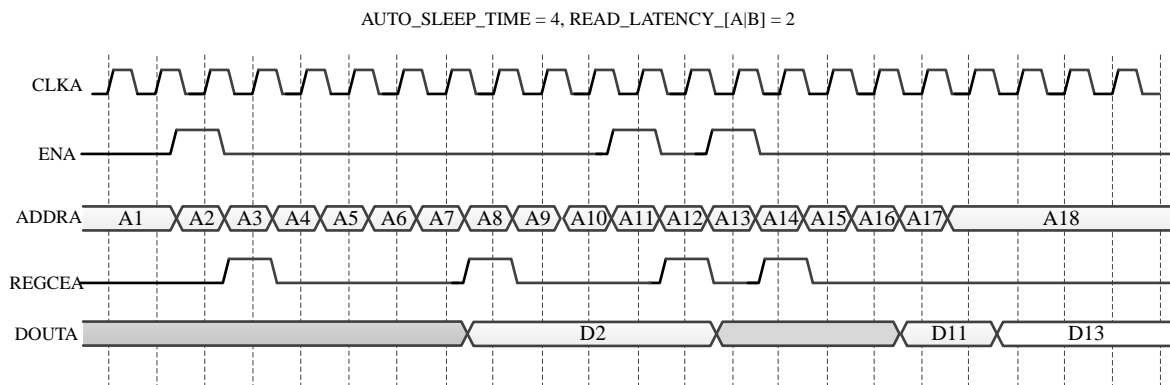 AUTO_SLEEP_TIME = 4, READ_LATENCY_[A|B] = 2
CLKA
ENA
ADDRA A1 A2 A3 A4 A5 A6 A7 A8 A9 A10 A11 A12 A13 A14 A15 A16 A17 A18
REGCEA
DOUTA D2 D11 D13